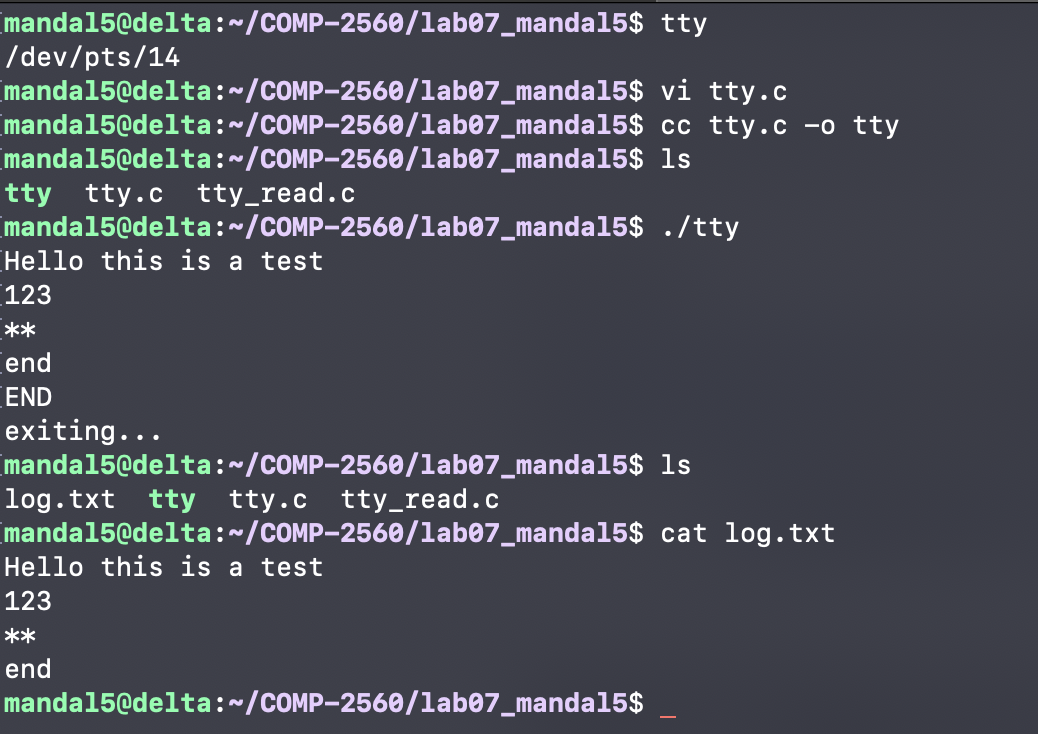 mandal5@delta:~/COMP-2560/lab07_mandal5$ tty
/dev/pts/14
mandal5@delta:~/COMP-2560/lab07_mandal5$ vi tty.c
mandal5@delta:~/COMP-2560/lab07_mandal5$ cc tty.c -o tty
mandal5@delta:~/COMP-2560/lab07_mandal5$ ls
tty  tty.c  tty_read.c
mandal5@delta:~/COMP-2560/lab07_mandal5$ ./tty
Hello this is a test
123
**
end
END
exiting...
mandal5@delta:~/COMP-2560/lab07_mandal5$ ls
log.txt  tty  tty.c  tty_read.c
mandal5@delta:~/COMP-2560/lab07_mandal5$ cat log.txt
Hello this is a test
123
**
end
mandal5@delta:~/COMP-2560/lab07_mandal5$ _